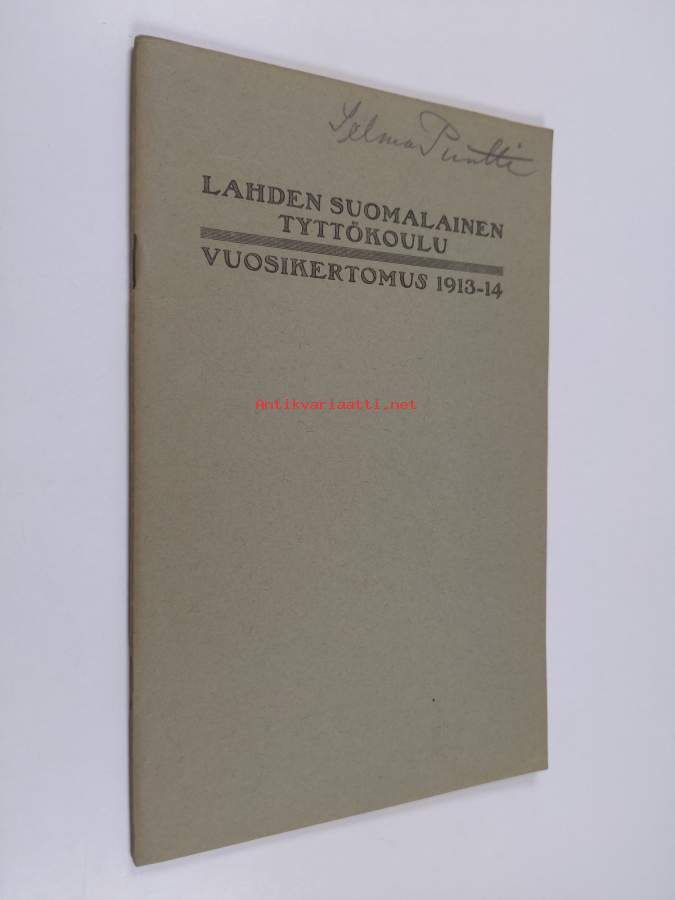 Selma Puntti
LAHDEN SUOMALAINEN
TYTTÖKOULU
VUOSIKERTOMUS 1913-14
Antikvariaatti.net